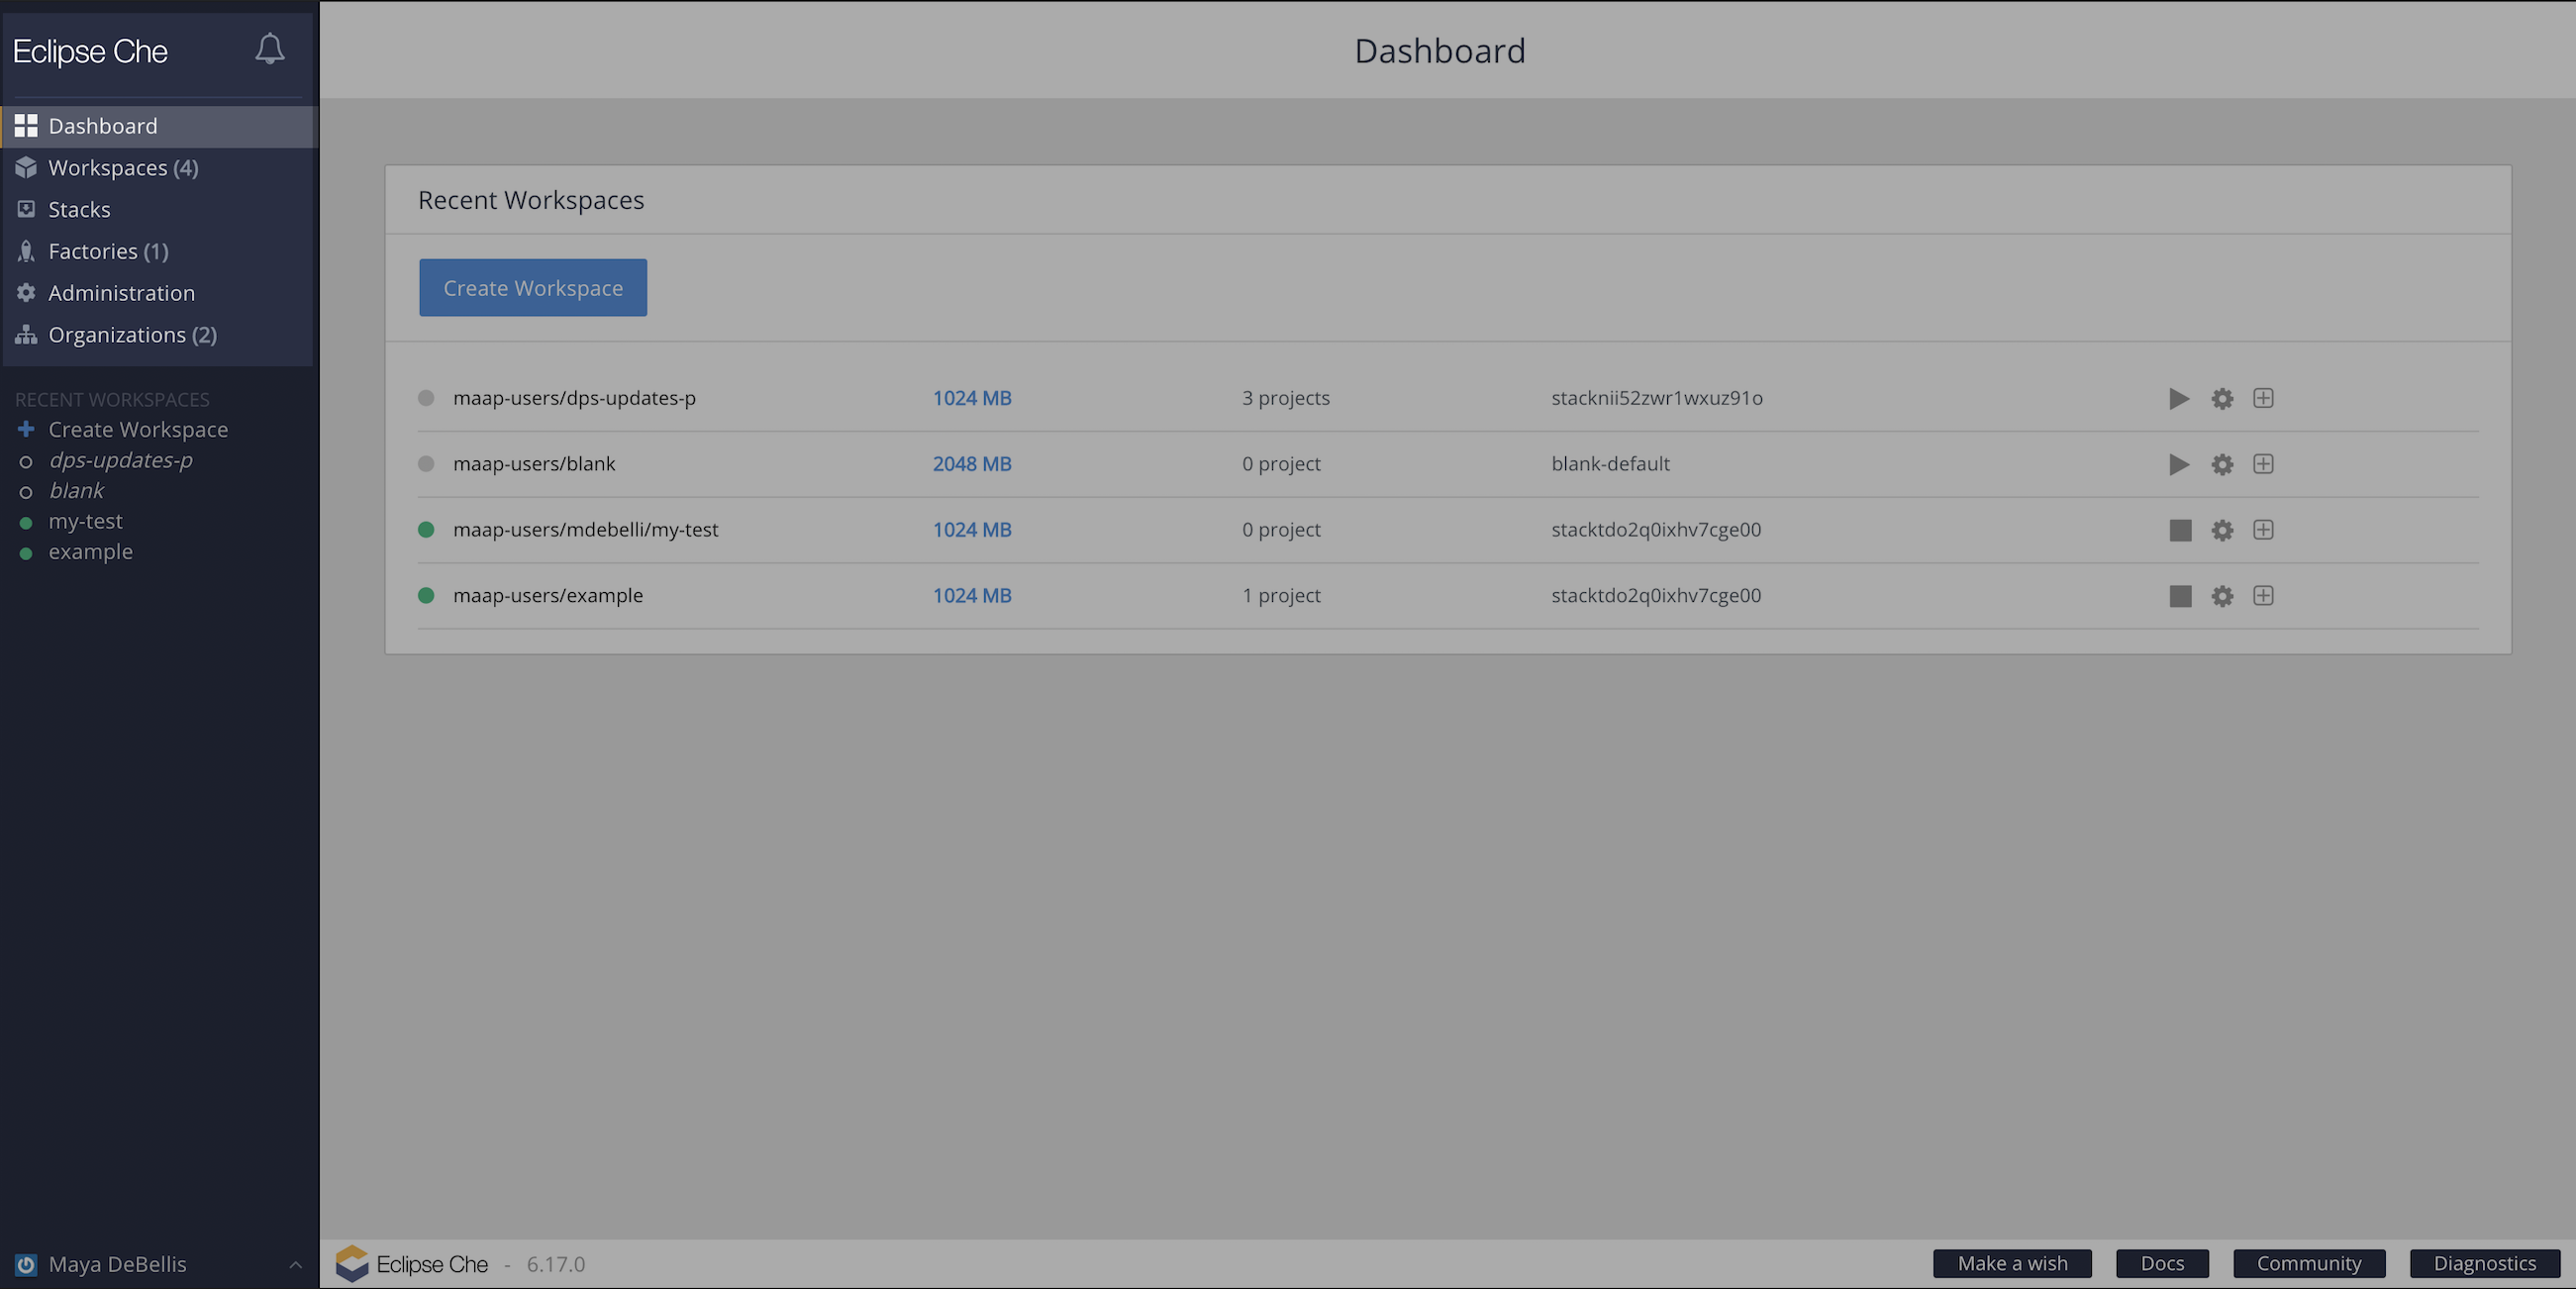 Eclipse Che
Dashboard
Workspaces (4)
Stacks
Factories (1)
Administration
Organizations (2)
RECENT WORKSPACES
Create Workspace
dps-updates-p
blank
my-test
example
Maya DeBellis
Dashboard
Recent Workspaces
Create Workspace
maap-users/dps-updates-p 1024 MB 3 projects stacknii52zwr1wxuz91o
maap-users/blank 2048 MB 0 project blank-default
maap-users/mdebelli/my-test 1024 MB 0 project stacktdo2q0ixhv7cge00
maap-users/example 1024 MB 1 project stacktdo2q0ixhv7cge00
Eclipse Che - 6.17.0 Make a wish Docs Community Diagnostics